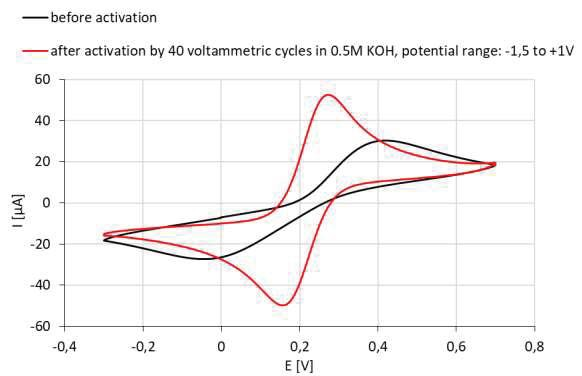 before activation
after activation by 40 voltammetric cycles in 0.5M KOH, potential range: -1,5 to +1V
60
40
20
0
-20
-40
-60
I [µA]
-0,4 -0,2 0 0,2 0,4 0,6 0,8
E [V]